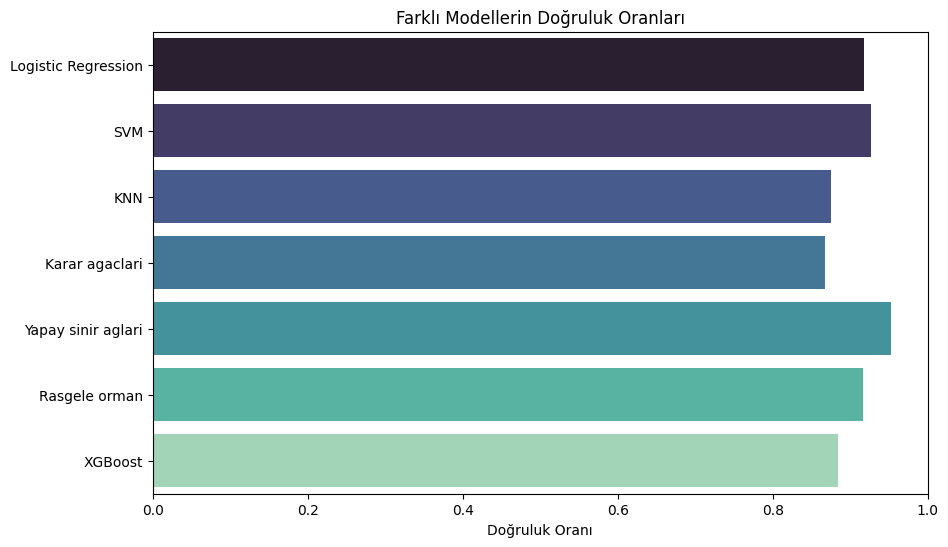 Farklı Modellerin Doğruluk Oranları
Logistic Regression
SVM
KNN
Karar agaclari
Yapay sinir aglari
Rasgele orman
XGBoost
0.0 0.2 0.4 0.6 0.8 1.0
Doğruluk Oranı